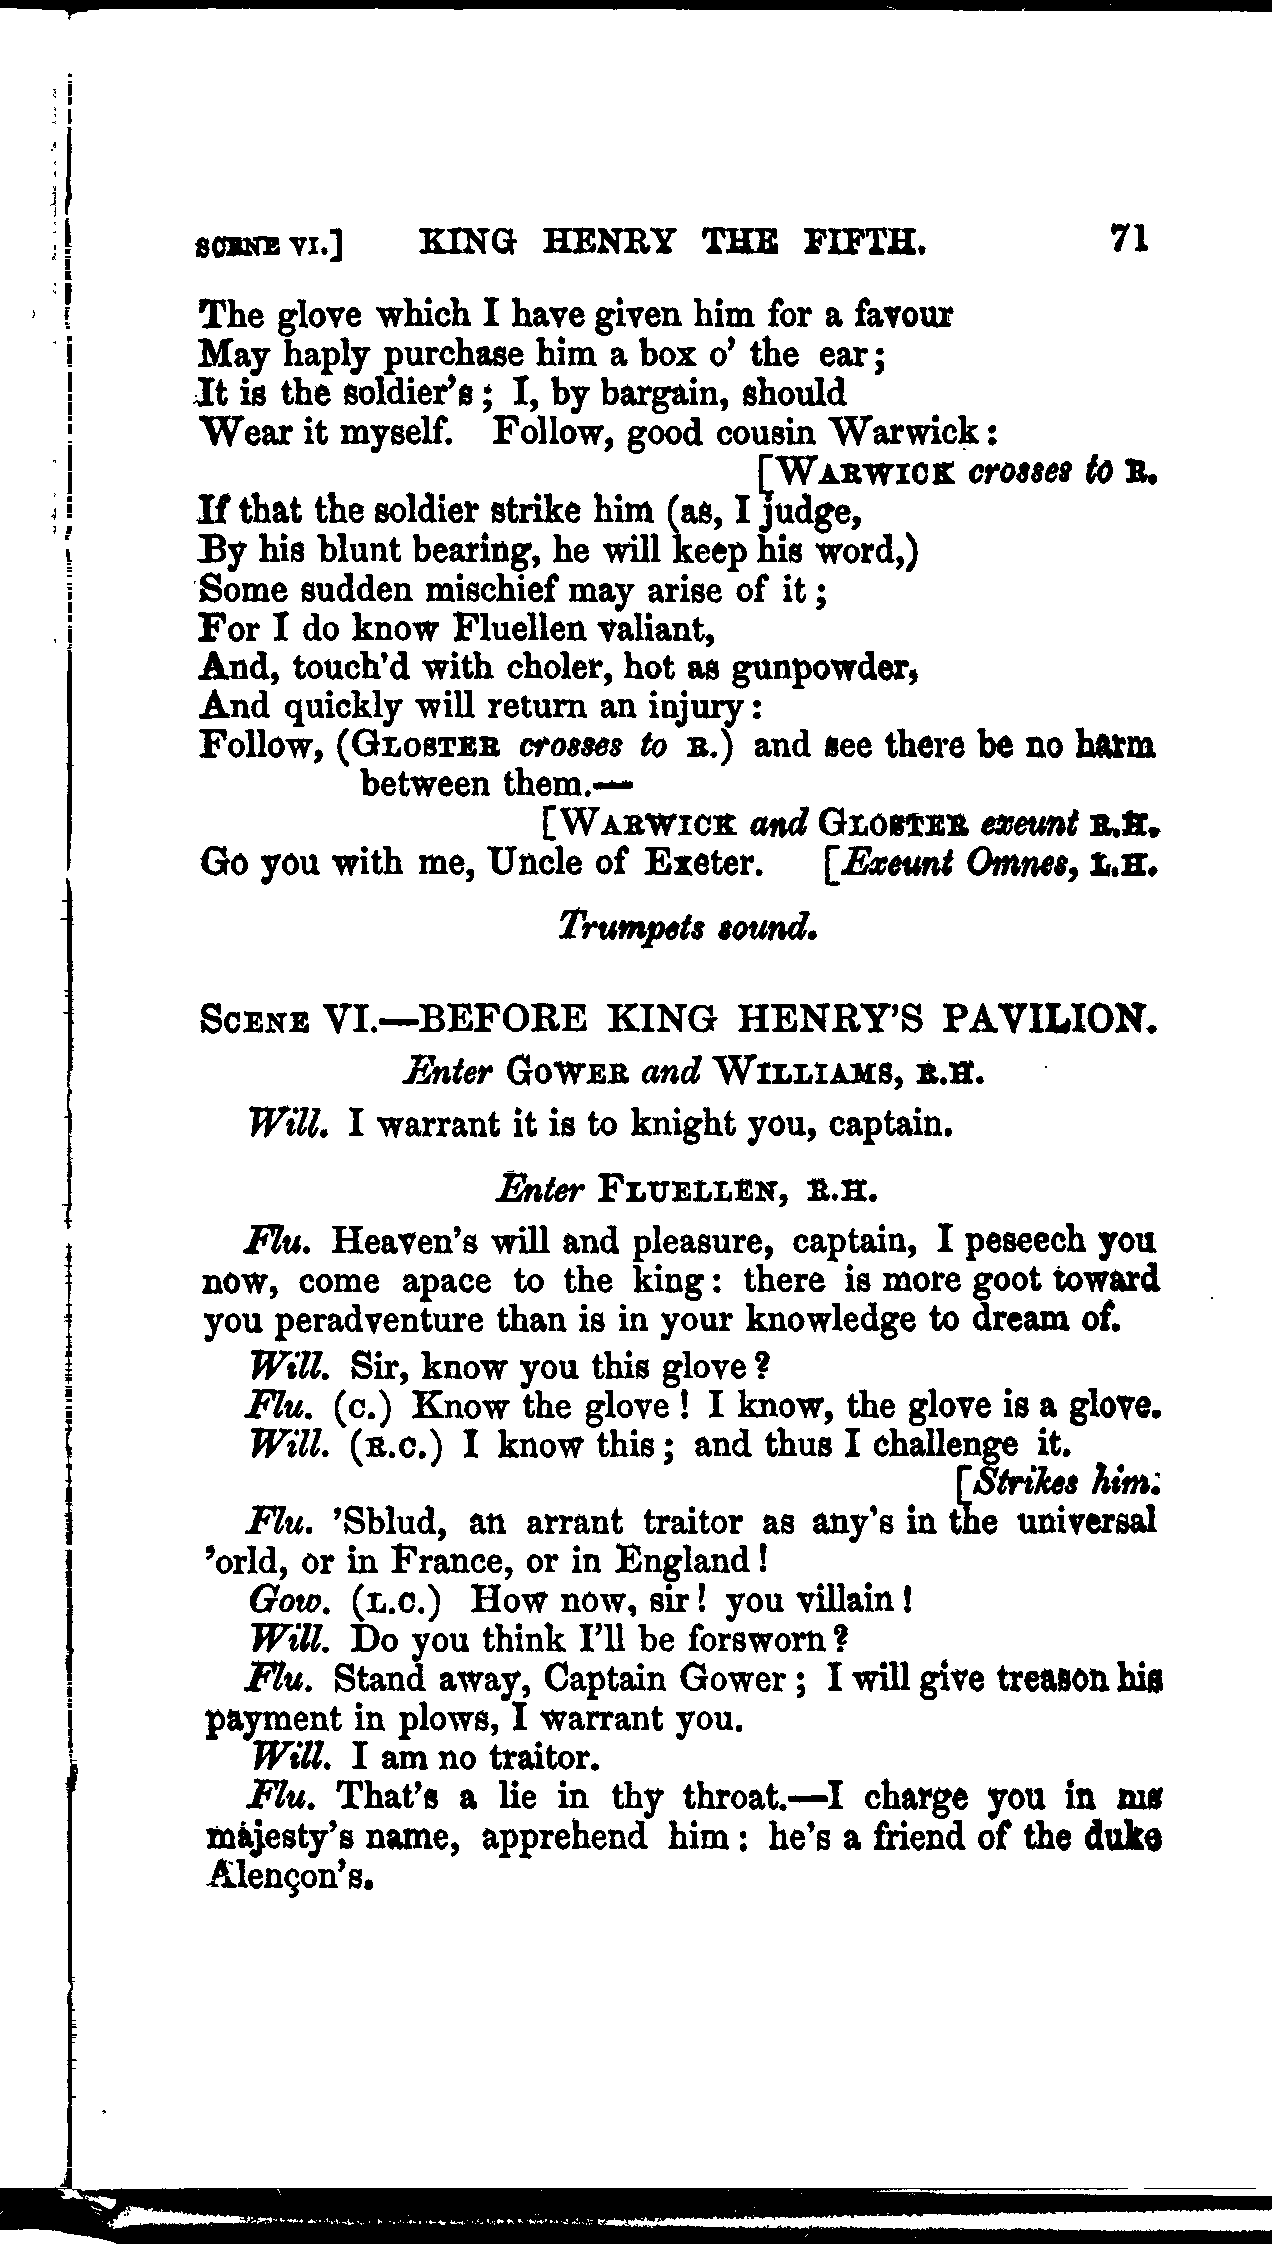 SCENE VI.] KING HENRY THE FIFTH. 71
The glove which I have given him for a favour
May haply purchase him a box o' the ear;
It is the soldier's; I, by bargain, should
Wear it myself. Follow, good cousin Warwick:
[WARWICK crosses to R.
If that the soldier strike him (as, I judge,
By his blunt bearing, he will keep his word,)
Some sudden mischief may arise of it;
For I do know Fluellen valiant,
And, touch'd with choler, hot as gunpowder,
And quickly will return an injury:
Follow, (GLOSTER crosses to R.) and see there be no harm
between them.—
[WARWICK and GLOSTER exeunt R.H.
Go you with me, Uncle of Exeter. [Exeunt Omnes, L.H.
Trumpets sound.
SCENE VI.—BEFORE KING HENRY'S PAVILION.
Enter GOWER and WILLIAMS, R.H.
Will. I warrant it is to knight you, captain.
Enter FLUELLEN, R.H.
Flu. Heaven's will and pleasure, captain, I peseech you
now, come apace to the king: there is more goot toward
you peradventure than is in your knowledge to dream of.
Will. Sir, know you this glove?
Flu. (C.) Know the glove! I know, the glove is a glove.
Will. (R.C.) I know this; and thus I challenge it.
[Strikes him.
Flu. 'Sblud, an arrant traitor as any's in the universal
'orld, or in France, or in England!
Gow. (L.C.) How now, sir! you villain!
Will. Do you think I'll be forsworn?
Flu. Stand away, Captain Gower; I will give treason his
payment in plows, I warrant you.
Will. I am no traitor.
Flu. That's a lie in thy throat.—I charge you in his
majesty's name, apprehend him: he's a friend of the duke
Alençon's.